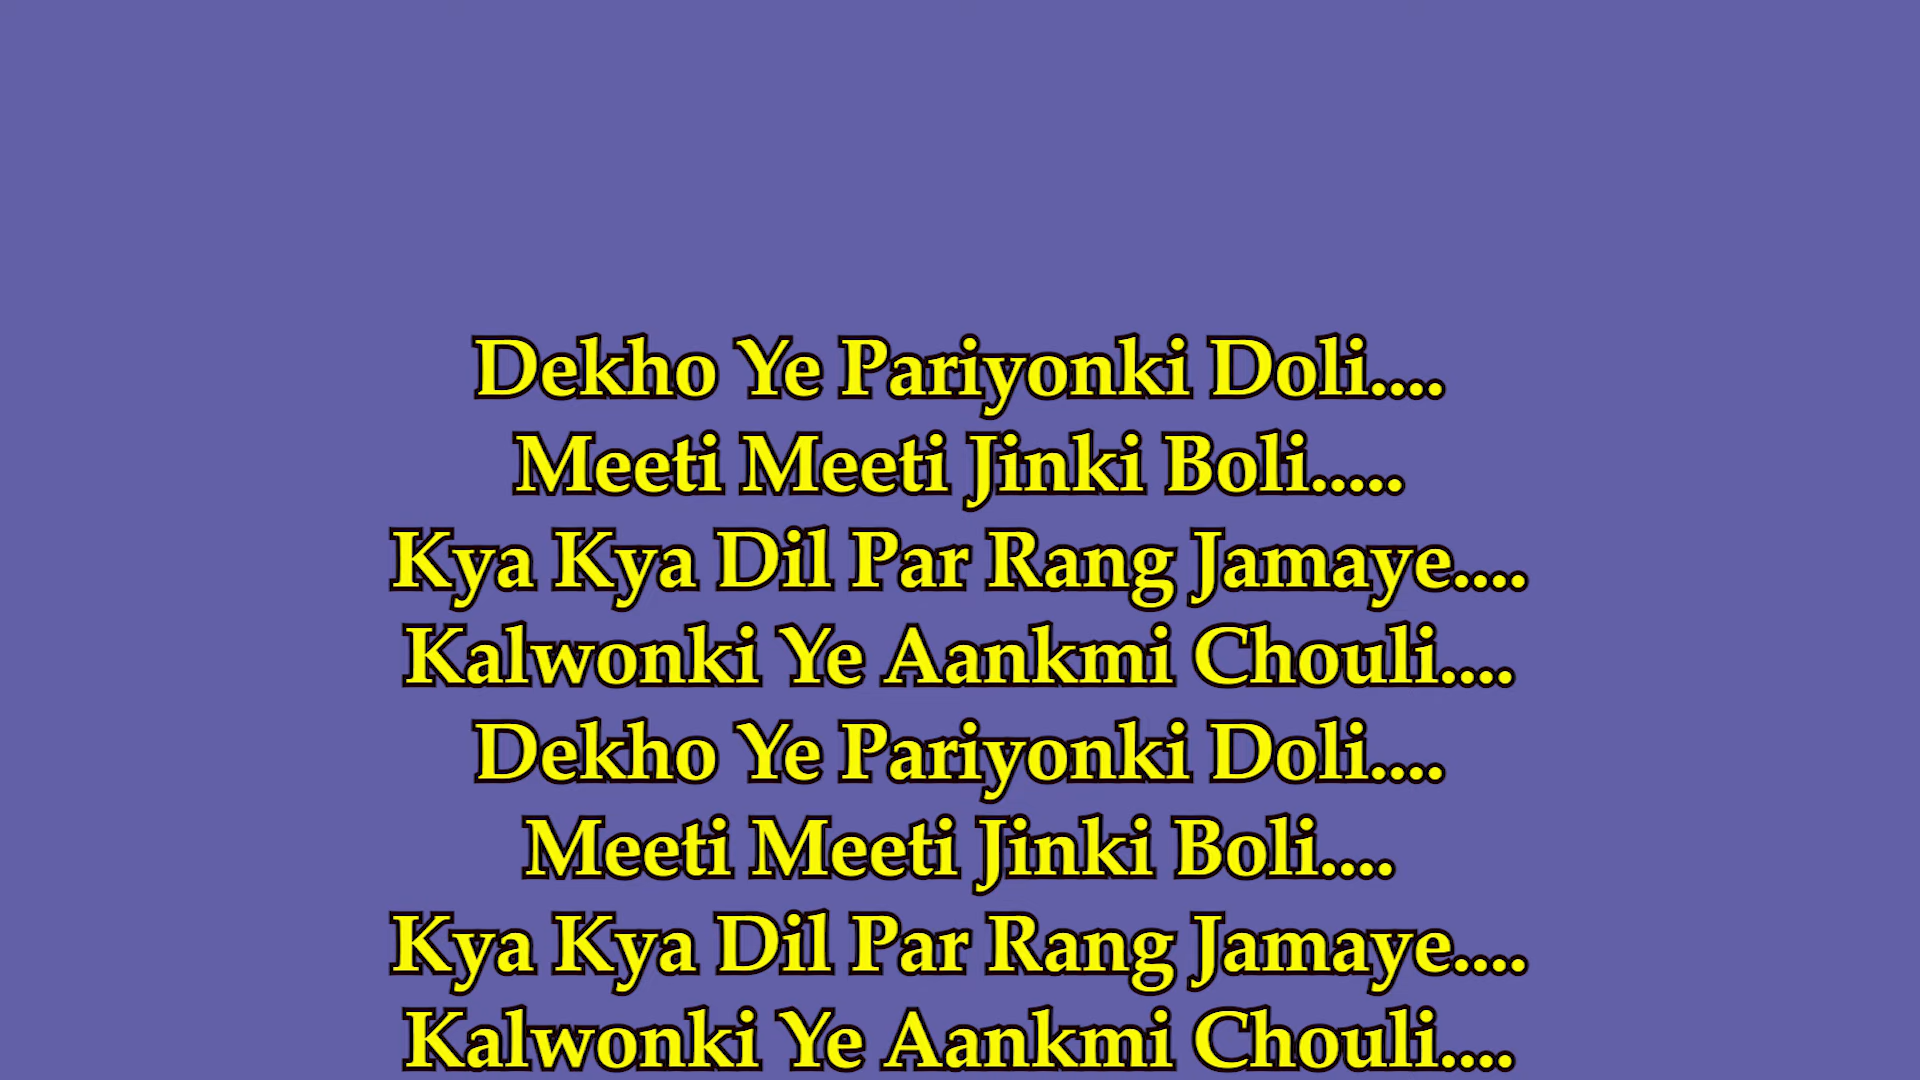 Dekho Ye Pariyonki Doli....
Meeti Meeti Jinki Boli.....
Kya Kya Dil Par Rang Jamaye....
Kalwonki Ye Aankmi Chouli....
Dekho Ye Pariyonki Doli....
Meeti Meeti Jinki Boli....
Kya Kya Dil Par Rang Jamaye....
Kalwonki Ye Aankmi Chouli....